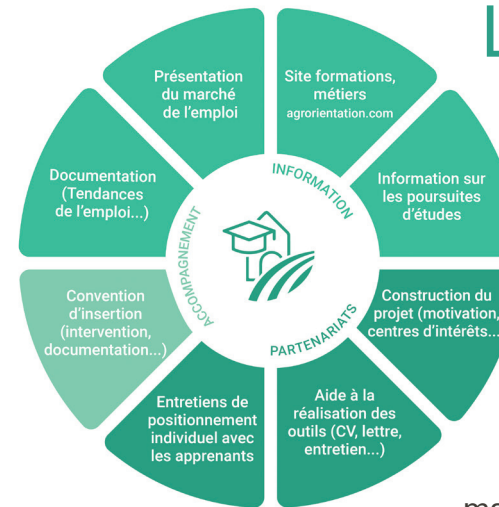 L
Présentation
du marché
de l'emploi
Site formations,
métiers
agrorientation.com
Documentation
(Tendances
de l'emploi...)
Information sur
les poursuites
d'études
Convention
d'insertion
(intervention,
documentation...)
Construction du
projet (motivation,
centres d'intérêts...
Entretiens de
positionnement
individuel avec
les apprenants
Aide à la
réalisation des
outils (CV, lettre,
entretien...)
INFORMATION
ACCOMPAGNEMENT
PARTENARIATS